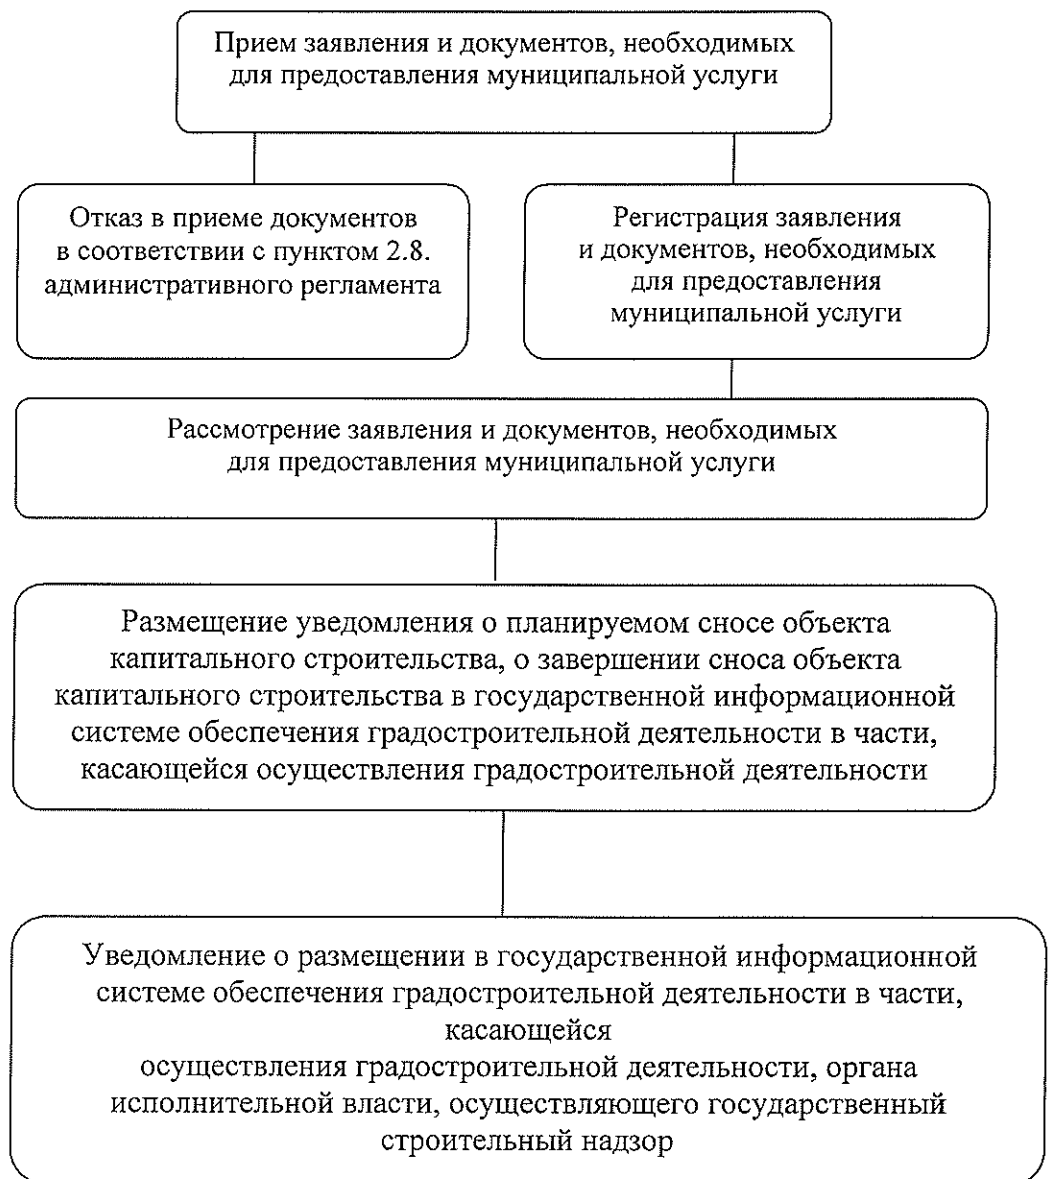 Прием заявления и документов, необходимых
для предоставления муниципальной услуги
Отказ в приеме документов
в соответствии с пунктом 2.8.
административного регламента
Регистрация заявления
и документов, необходимых
для предоставления
муниципальной услуги
Рассмотрение заявления и документов, необходимых
для предоставления муниципальной услуги
Размещение уведомления о планируемом сносе объекта
капитального строительства, о завершении сноса объекта
капитального строительства в государственной информационной
системе обеспечения градостроительной деятельности в части,
касающейся осуществления градостроительной деятельности
Уведомление о размещении в государственной информационной
системе обеспечения градостроительной деятельности в части,
касающейся
осуществления градостроительной деятельности, органа
исполнительной власти, осуществляющего государственный
строительный надзор